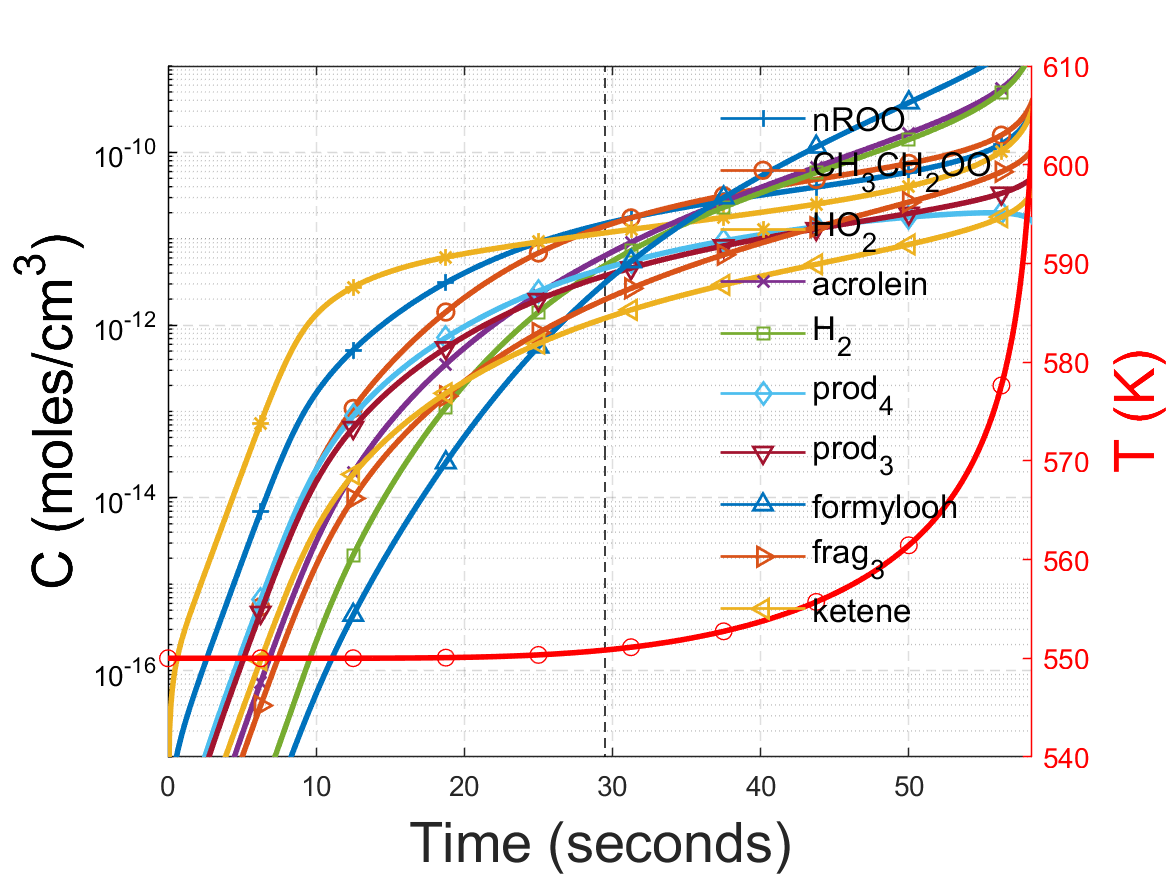 C (moles/cm³)
10⁻¹⁰
10⁻¹²
10⁻¹⁴
10⁻¹⁶
nROO
CH₃CH₂OO
HO₂
acrolein
H₂
prod₄
prod₃
formylooh
frag₃
ketene
610
600
590
580
570
560
550
540
T (K)
0 10 20 30 40 50
Time (seconds)